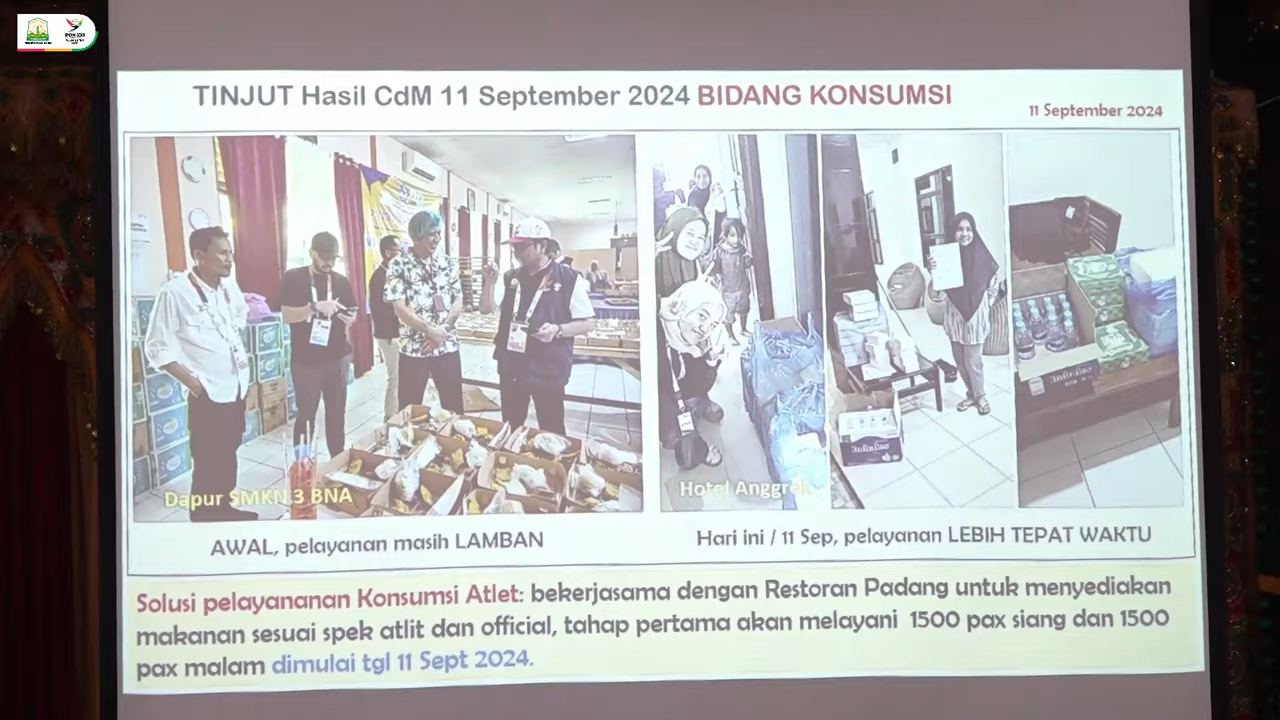 TINJUT Hasil CdM 11 September 2024 BIDANG KONSUMSI
11 September 2024
Dapur SMKN 3 BNA
Hotel Anggrek
AWAL, pelayanan masih LAMBAN
Hari ini / 11 Sep, pelayanan LEBIH TEPAT WAKTU
Solusi pelayananan Konsumsi Atlet: bekerjasama dengan Restoran Padang untuk menyediakan
makanan sesuai spek atlit dan official, tahap pertama akan melayani 1500 pax siang dan 1500
pax malam dimulai tgl 11 Sept 2024.